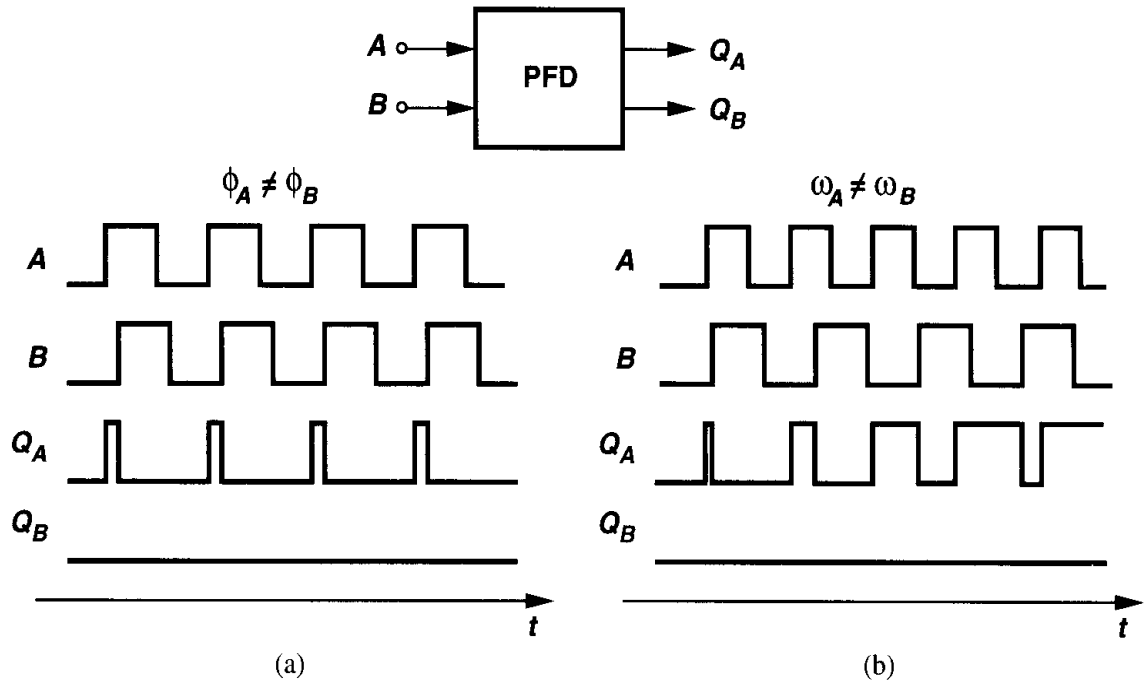 A
B
PFD
Q_A
Q_B
ϕ_A ≠ ϕ_B
A
B
Q_A
Q_B
t
(a)
ω_A ≠ ω_B
A
B
Q_A
Q_B
t
(b)